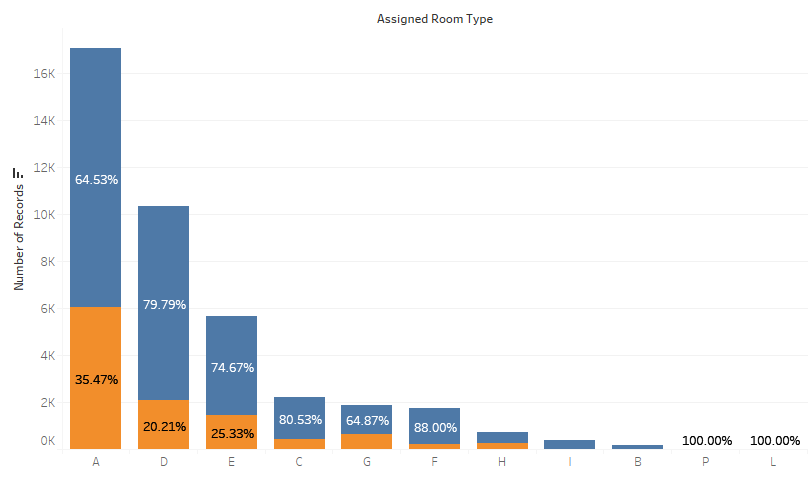 Assigned Room Type
Number of Records
16K
14K
12K
10K
8K
6K
4K
2K
0K
64.53%
35.47%
79.79%
20.21%
74.67%
25.33%
80.53%
64.87%
88.00%
100.00%
100.00%
A
D
E
C
G
F
H
I
B
P
L